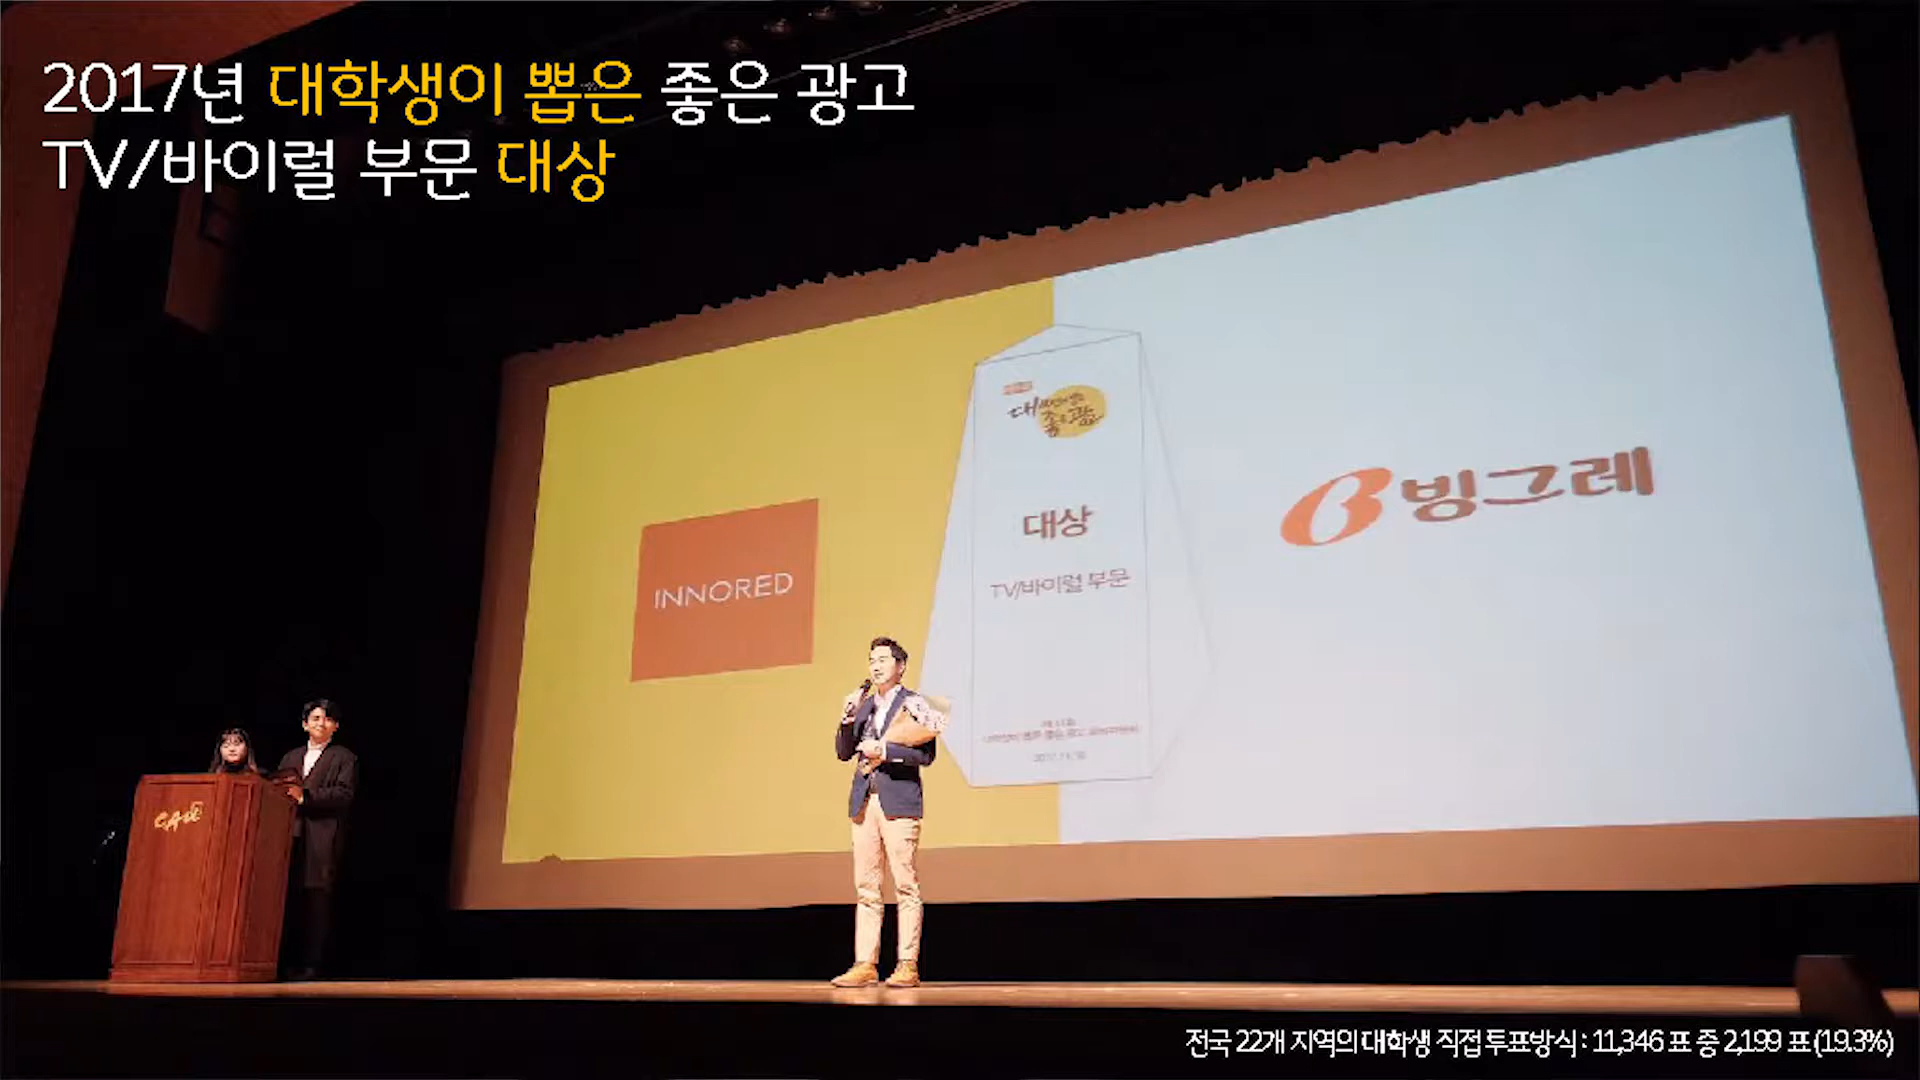 2017년 대학생이 뽑은 좋은 광고
TV/바이럴 부문 대상
INNORED
대상
TV/바이럴 부문
빙그레
전국 22개 지역의 대학생 직접 투표방식 : 11,346 표 중 2,199 표 (19.3%)